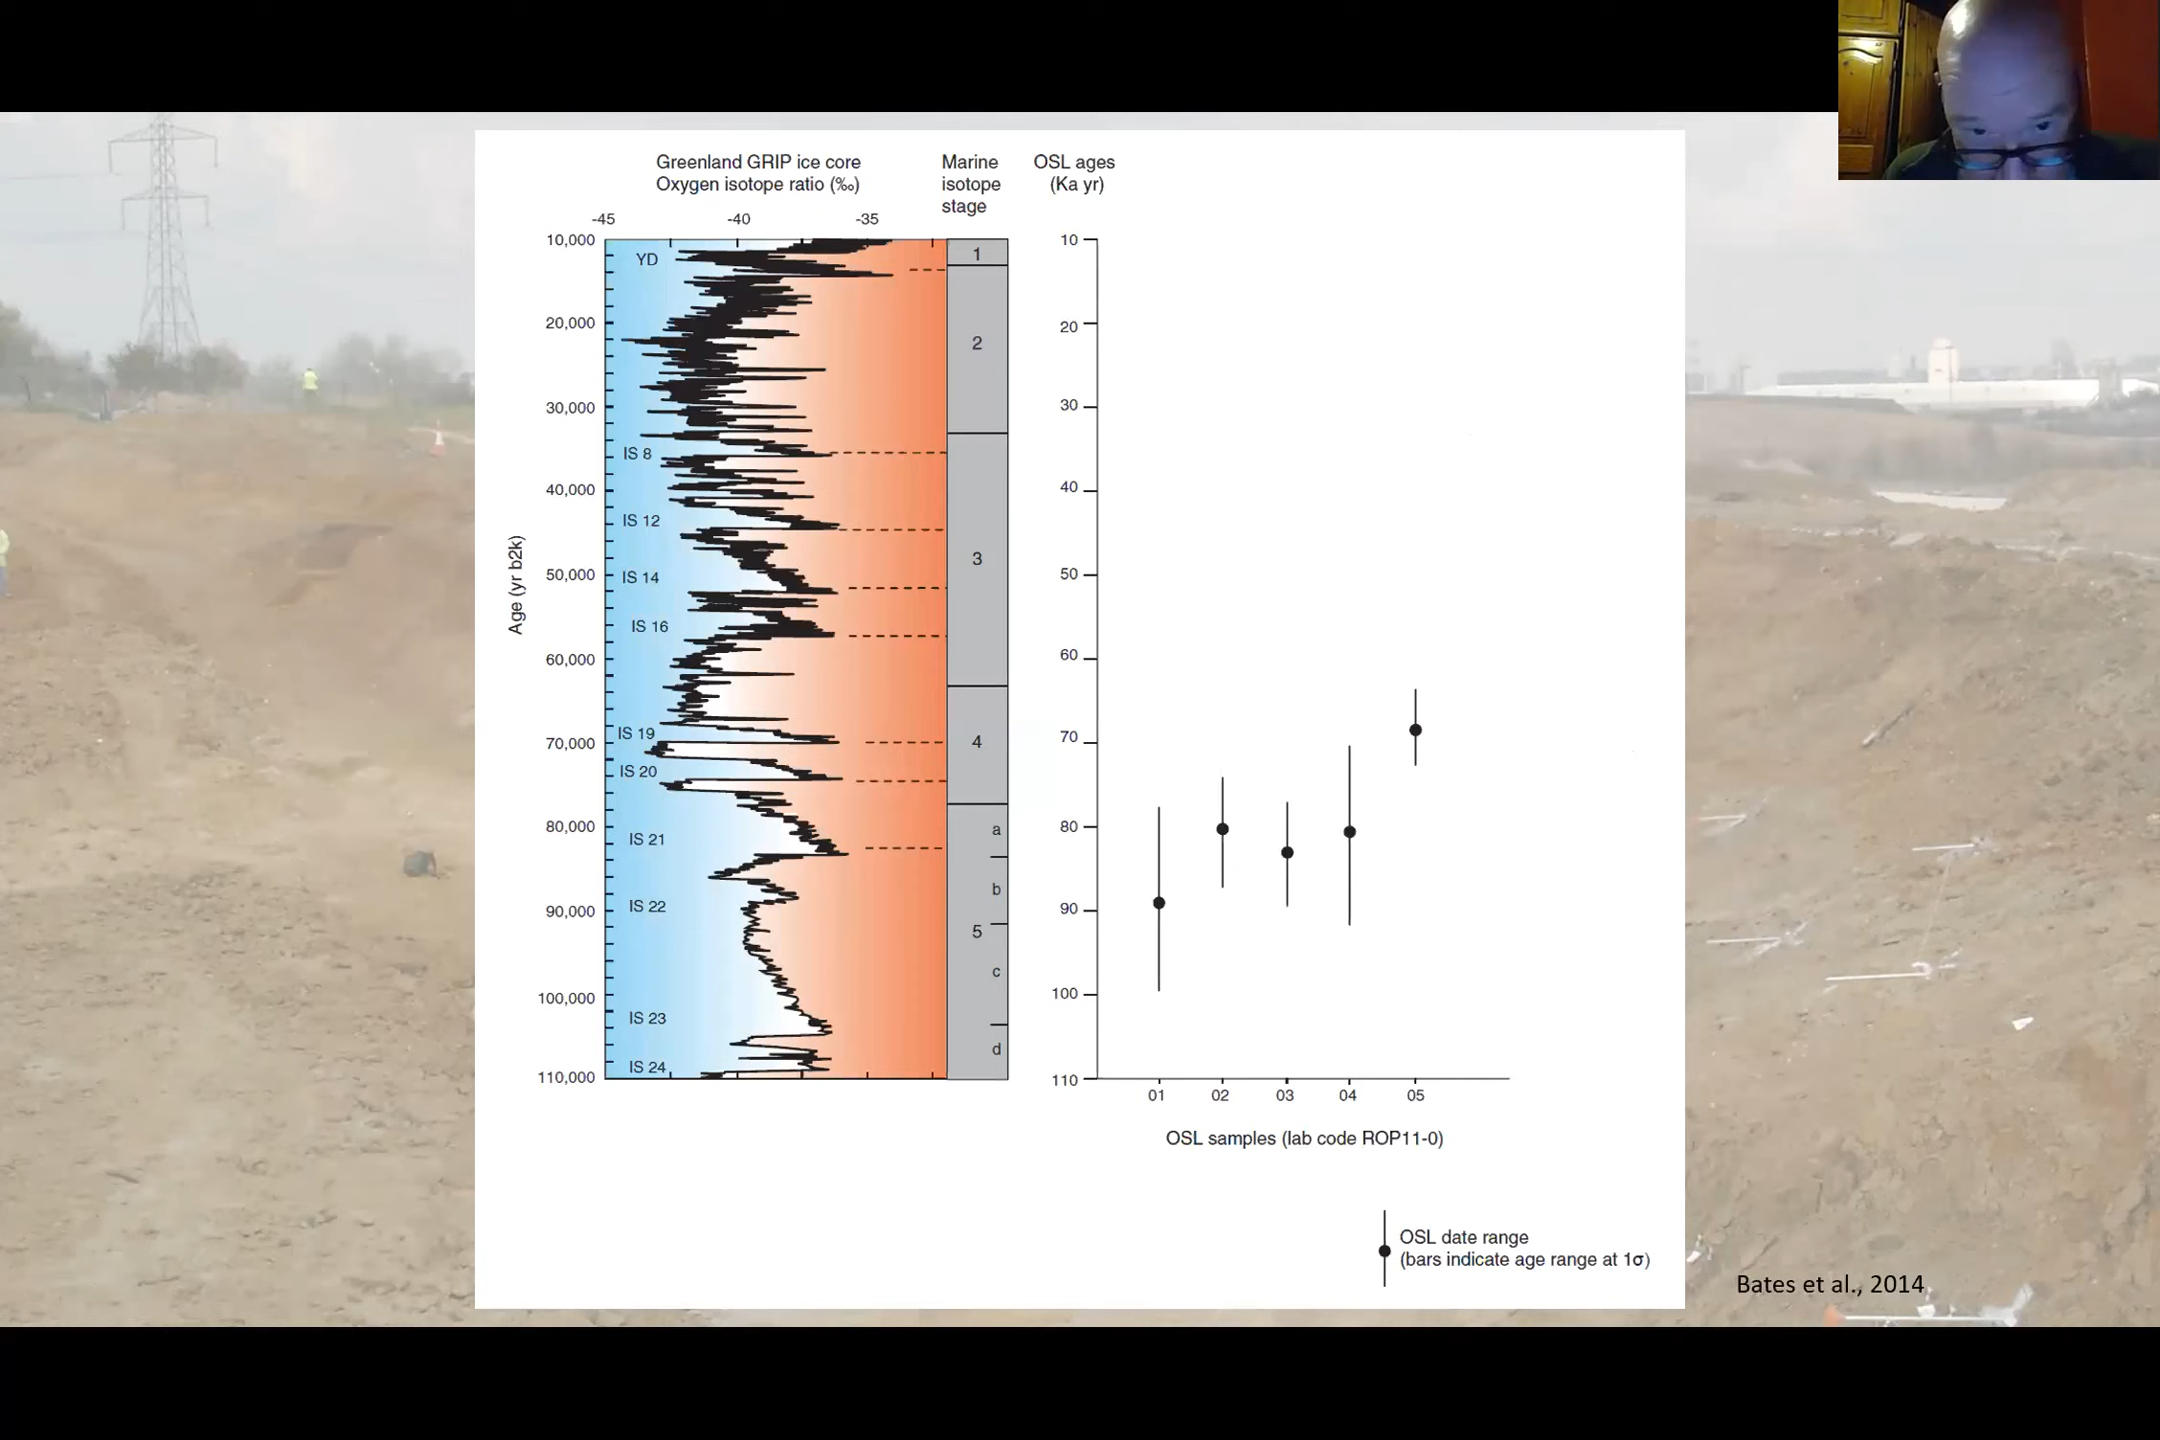 Greenland GRIP ice core
Oxygen isotope ratio (‰)
Marine
isotope
stage
OSL ages
(Ka yr)
-45
-40
-35
10,000
20,000
30,000
40,000
50,000
60,000
70,000
80,000
90,000
100,000
110,000
Age (yr b2k)
YD
IS 8
IS 12
IS 14
IS 16
IS 19
IS 20
IS 21
IS 22
IS 23
IS 24
1
2
3
4
a
b
5
c
d
10
20
30
40
50
60
70
80
90
100
110
01
02
03
04
05
OSL samples (lab code ROP11-0)
OSL date range
(bars indicate age range at 1σ)
Bates et al., 2014